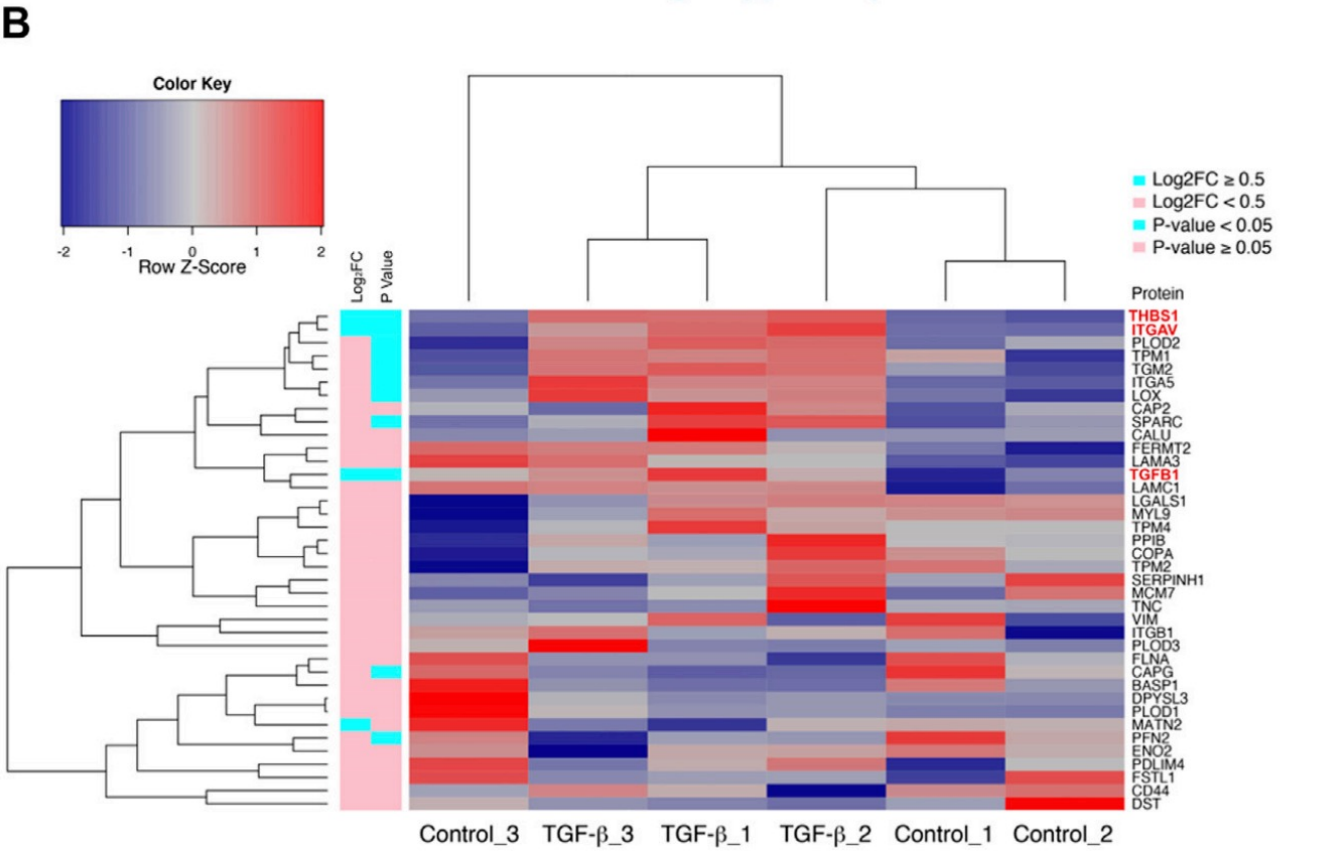 B
Color Key
-2 -1 0 1 2
Row Z-Score
Log₂FC
P Value
Log2FC ≥ 0.5
Log2FC < 0.5
P-value < 0.05
P-value ≥ 0.05
Protein
THBS1
ITGAV
PLOD2
TPM1
TGM2
ITGA5
LOX
CAP2
SPARC
CALU
FERMT2
LAMA3
TGFB1
LAMC1
LGALS1
MYL9
TPM4
PPIB
COPA
TPM2
SERPINH1
MCM7
TNC
VIM
ITGB1
PLOD3
FLNA
CAPG
BASP1
DPYSL3
PLOD1
MATN2
PFN2
ENO2
PDLIM4
FSTL1
CD44
DST
Control_3 TGF-β_3 TGF-β_1 TGF-β_2 Control_1 Control_2